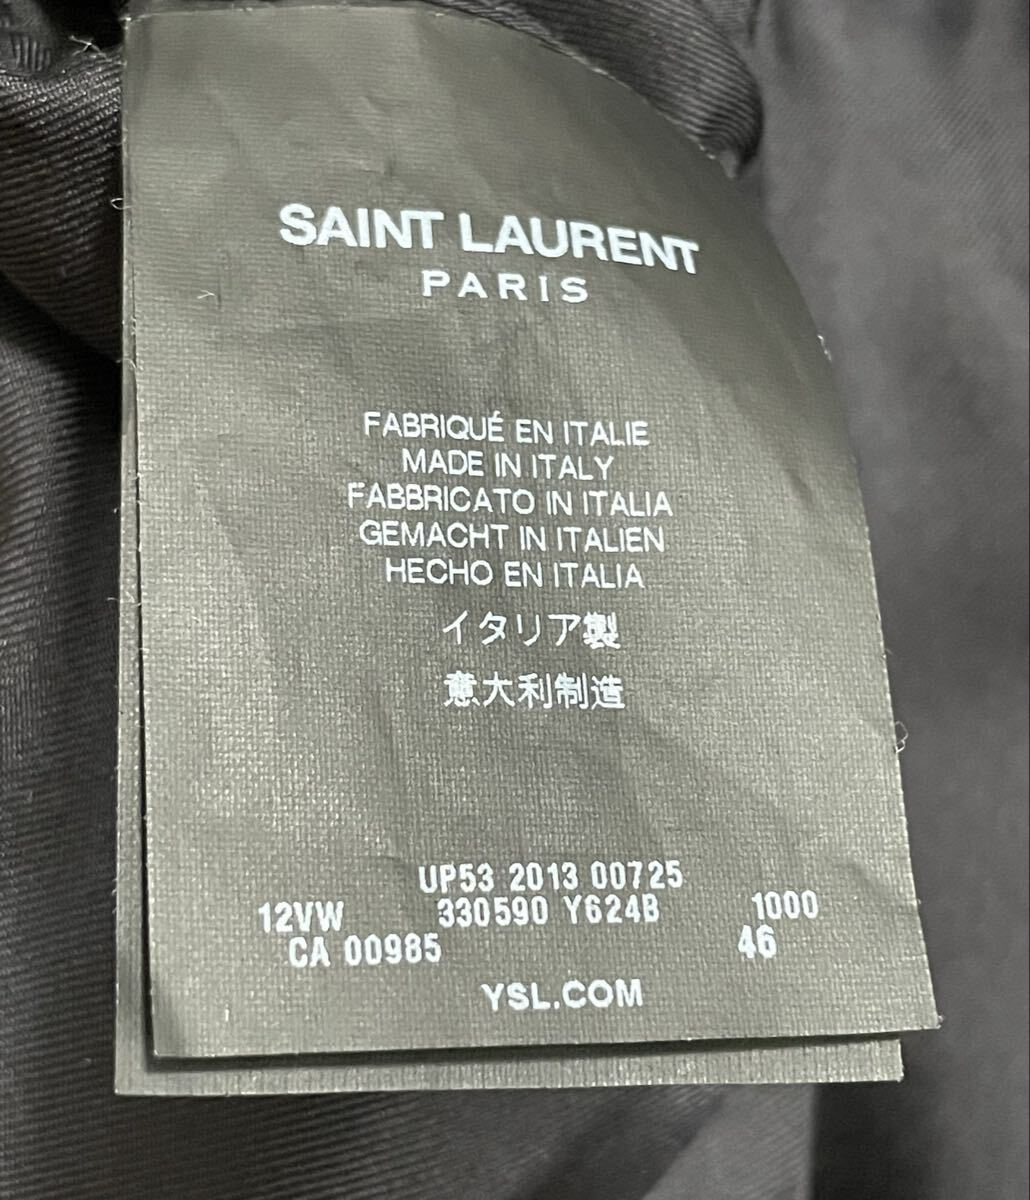 SAINT LAURENT
PARIS
FABRIQUÉ EN ITALIE
MADE IN ITALY
FABBRICATO IN ITALIA
GEMACHT IN ITALIEN
HECHO EN ITALIA
イタリア製
意大利制造
UP53 2013 00725
12VW 330590 Y624B 1000
CA 00985 46
YSL.COM